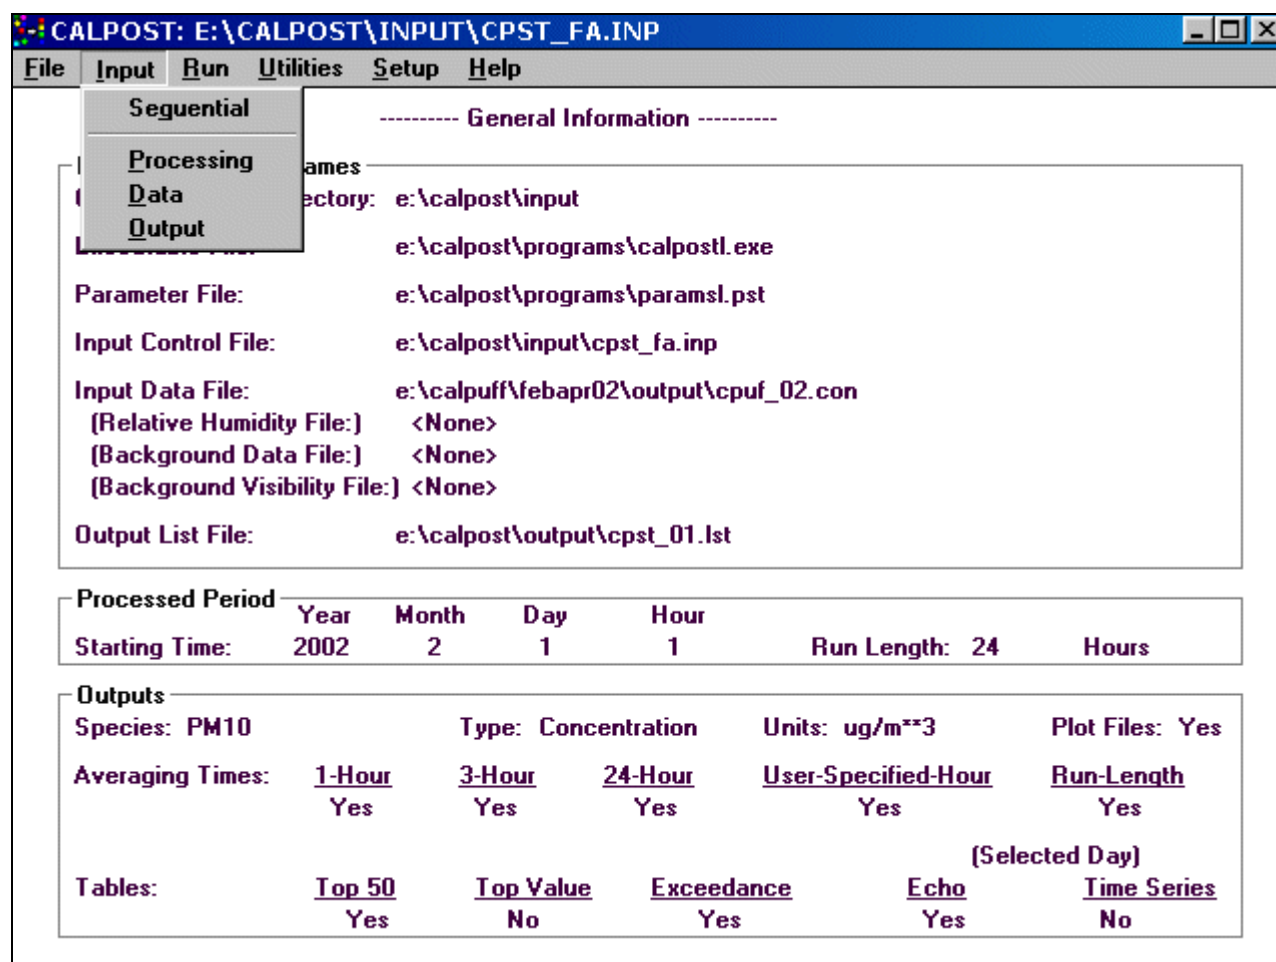 CALPOST: E:\CALPOST\INPUT\CPST_FA.INP
File Input Run Utilities Setup Help
Sequential
Processing
Data
Output
---------- General Information ----------
ames
ectory: e:\calpost\input
e:\calpost\programs\calpostl.exe
Parameter File: e:\calpost\programs\paramsl.pst
Input Control File: e:\calpost\input\cpst_fa.inp
Input Data File: e:\calpuff\febapr02\output\cpuf_02.con
(Relative Humidity File:) <None>
(Background Data File:) <None>
(Background Visibility File:) <None>
Output List File: e:\calpost\output\cpst_01.lst
Processed Period
Year Month Day Hour
Starting Time: 2002 2 1 1 Run Length: 24 Hours
Outputs
Species: PM10 Type: Concentration Units: ug/m**3 Plot Files: Yes
Averaging Times: 1-Hour 3-Hour 24-Hour User-Specified-Hour Run-Length
Yes Yes Yes Yes Yes
(Selected Day)
Tables: Top 50 Top Value Exceedance Echo Time Series
Yes No Yes Yes No